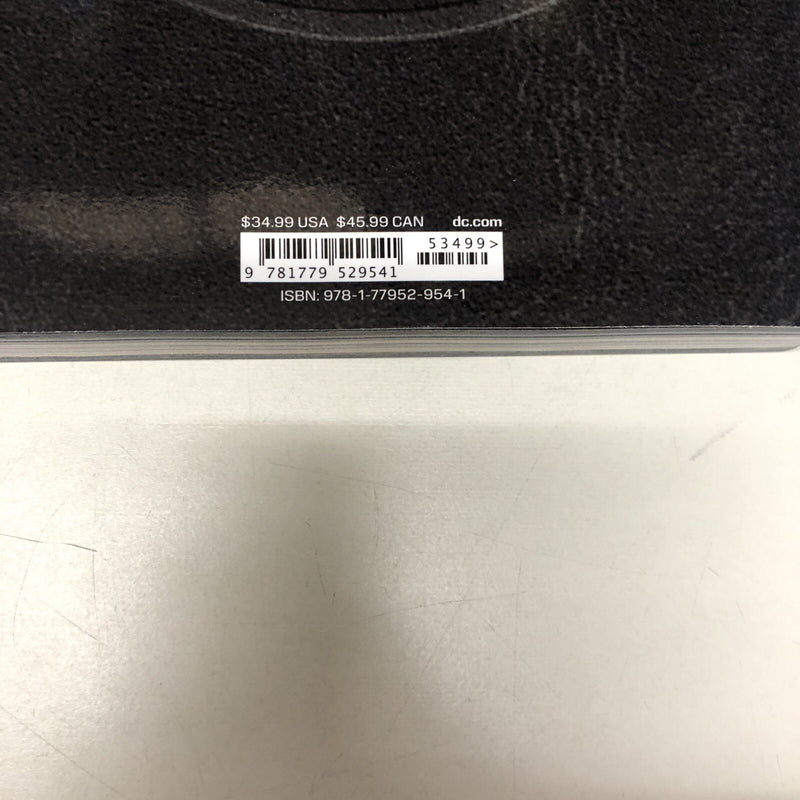 $34.99 USA $45.99 CAN dc.com
53499>
9 781779 529541
ISBN: 978-1-77952-954-1